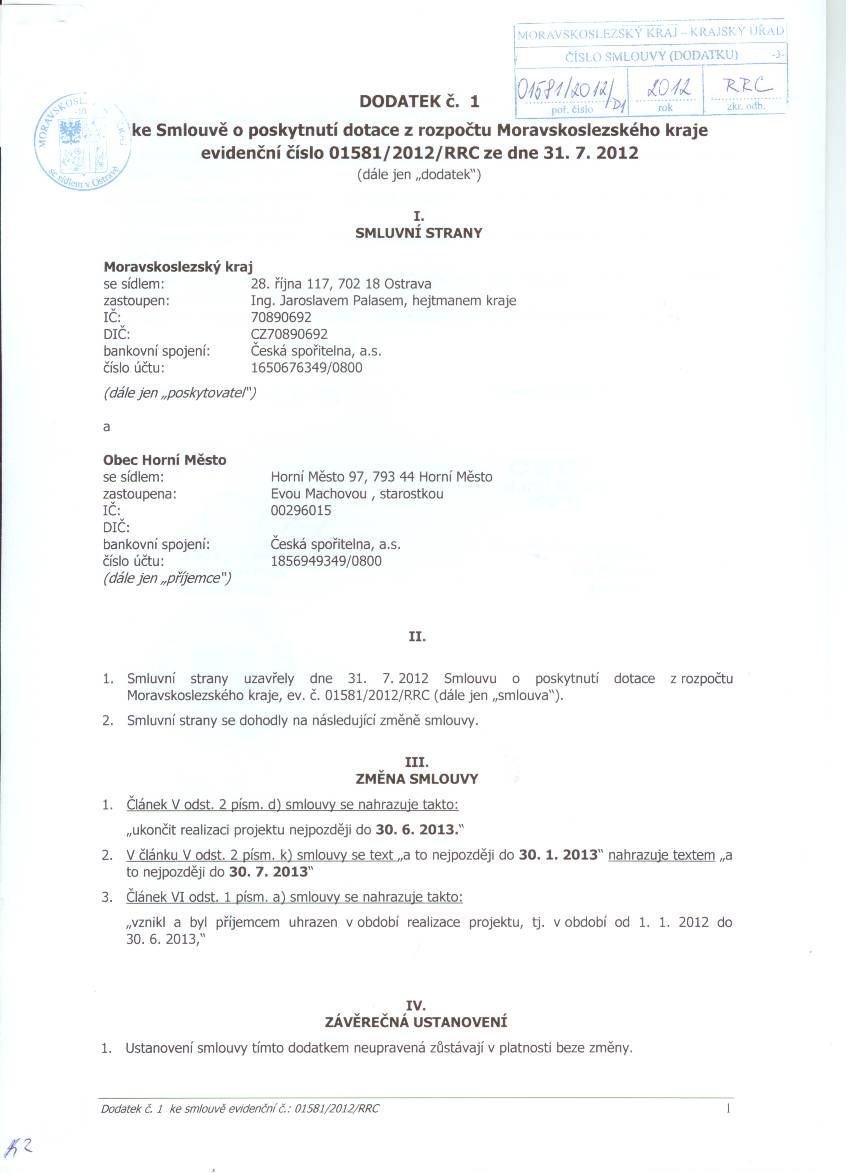 MORAVSKOSLEZSKÝ KRAJ – KRAJSKÝ ÚŘAD
ČÍSLO SMLOUVY (DODATKU) -3-
01581/2012/D1 2012 RRC
poř. číslo rok zkr. odb.
DODATEK č. 1
ke Smlouvě o poskytnutí dotace z rozpočtu Moravskoslezského kraje
evidenční číslo 01581/2012/RRC ze dne 31. 7. 2012
(dále jen „dodatek“)
se sídlem v Ostravě
I.
SMLUVNÍ STRANY
Moravskoslezský kraj
se sídlem: 28. října 117, 702 18 Ostrava
zastoupen: Ing. Jaroslavem Palasem, hejtmanem kraje
IČ: 70890692
DIČ: CZ70890692
bankovní spojení: Česká spořitelna, a.s.
číslo účtu: 1650676349/0800
(dále jen „poskytovatel“)
a
Obec Horní Město
se sídlem: Horní Město 97, 793 44 Horní Město
zastoupena: Evou Machovou , starostkou
IČ: 00296015
DIČ:
bankovní spojení: Česká spořitelna, a.s.
číslo účtu: 1856949349/0800
(dále jen „příjemce“)
II.
1. Smluvní strany uzavřely dne 31. 7. 2012 Smlouvu o poskytnutí dotace z rozpočtu
Moravskoslezského kraje, ev. č. 01581/2012/RRC (dále jen „smlouva“).
2. Smluvní strany se dohodly na následující změně smlouvy.
III.
ZMĚNA SMLOUVY
1. Článek V odst. 2 písm. d) smlouvy se nahrazuje takto:
„ukončit realizaci projektu nejpozději do 30. 6. 2013.“
2. V článku V odst. 2 písm. k) smlouvy se text „a to nejpozději do 30. 1. 2013“ nahrazuje textem „a
to nejpozději do 30. 7. 2013“
3. Článek VI odst. 1 písm. a) smlouvy se nahrazuje takto:
„vznikl a byl příjemcem uhrazen v období realizace projektu, tj. v období od 1. 1. 2012 do
30. 6. 2013,“
IV.
ZÁVĚREČNÁ USTANOVENÍ
1. Ustanovení smlouvy tímto dodatkem neupravená zůstávají v platnosti beze změny.
Dodatek č. 1 ke smlouvě evidenční č.: 01581/2012/RRC 1